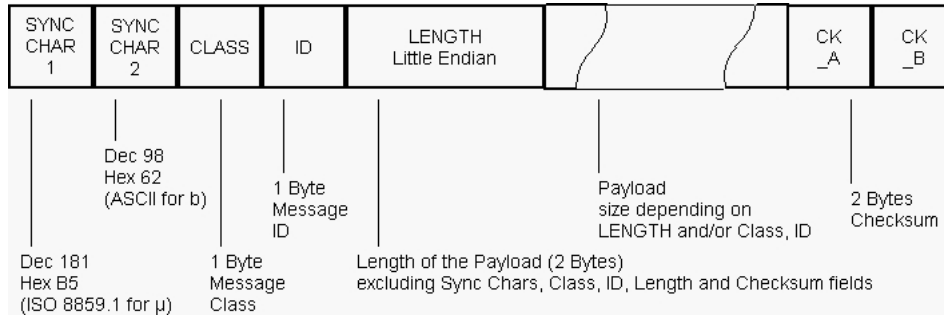 SYNC
CHAR
1
SYNC
CHAR
2
CLASS
ID
LENGTH
Little Endian
CK
_A
CK
_B
Dec 98
Hex 62
(ASCII for b)
1 Byte
Message
ID
Payload
size depending on
LENGTH and/or Class, ID
2 Bytes
Checksum
Dec 181
Hex B5
(ISO 8859.1 for µ)
1 Byte
Message
Class
Length of the Payload (2 Bytes)
excluding Sync Chars, Class, ID, Length and Checksum fields